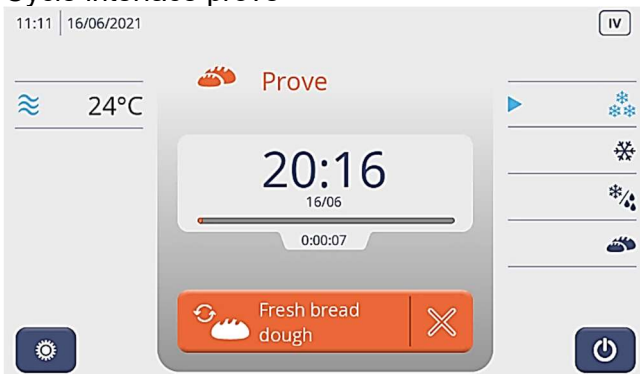 Cycle interface prove
11:11 16/06/2021
IV
Prove
24°C
20:16
16/06
0:00:07
Fresh bread
dough